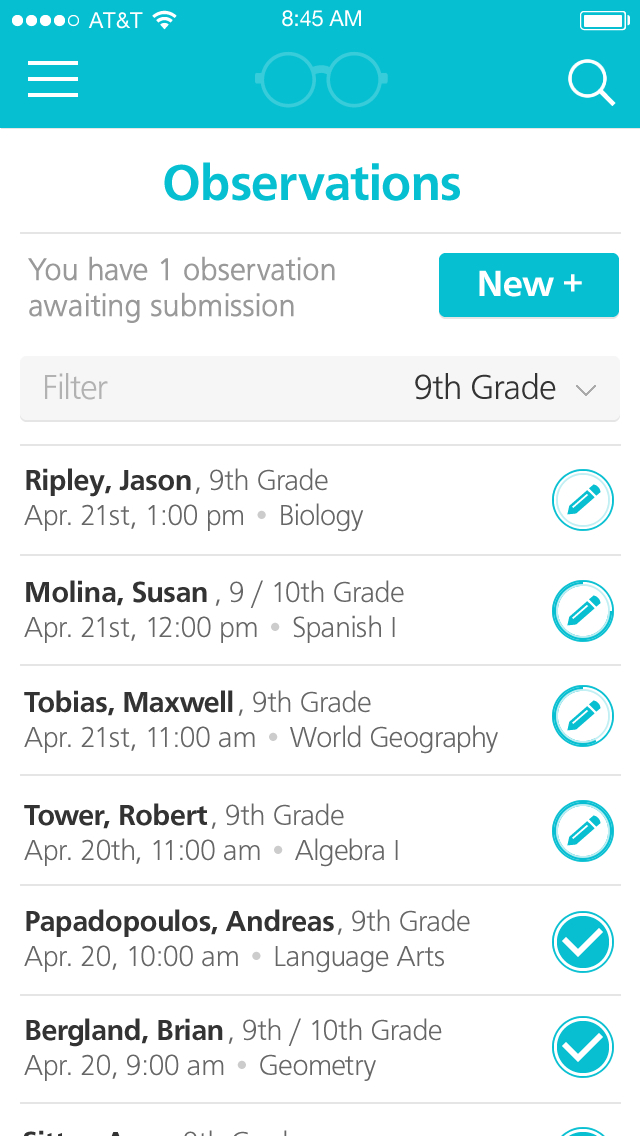 AT&T 8:45 AM
Observations
You have 1 observation
awaiting submission
New +
Filter 9th Grade
Ripley, Jason, 9th Grade
Apr. 21st, 1:00 pm • Biology
Molina, Susan , 9 / 10th Grade
Apr. 21st, 12:00 pm • Spanish I
Tobias, Maxwell, 9th Grade
Apr. 21st, 11:00 am • World Geography
Tower, Robert, 9th Grade
Apr. 20th, 11:00 am • Algebra I
Papadopoulos, Andreas, 9th Grade
Apr. 20, 10:00 am • Language Arts
Bergland, Brian, 9th / 10th Grade
Apr. 20, 9:00 am • Geometry
9th Grade